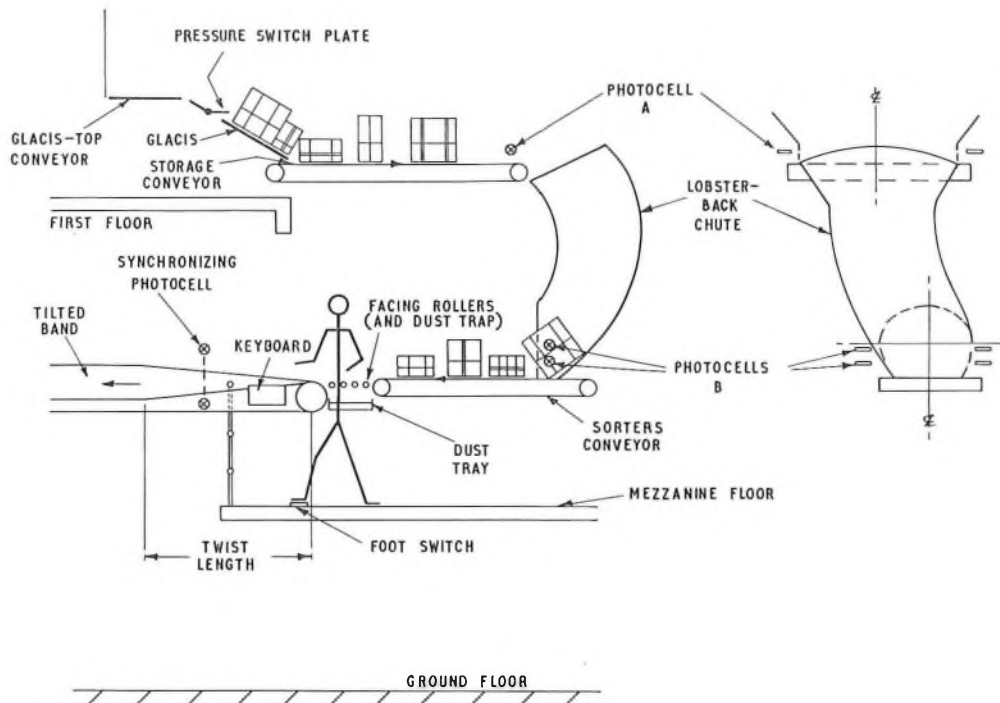 PRESSURE SWITCH PLATE
GLACIS-TOP
CONVEYOR
GLACIS
STORAGE
CONVEYOR
PHOTOCELL
A
LOBSTER-
BACK
CHUTE
FIRST FLOOR
SYNCHRONIZING
PHOTOCELL
TILTED
BAND
KEYBOARD
FACING ROLLERS
(AND DUST TRAP)
PHOTOCELLS
B
SORTERS
CONVEYOR
DUST
TRAY
MEZZANINE FLOOR
FOOT SWITCH
TWIST
LENGTH
GROUND FLOOR
℄
℄